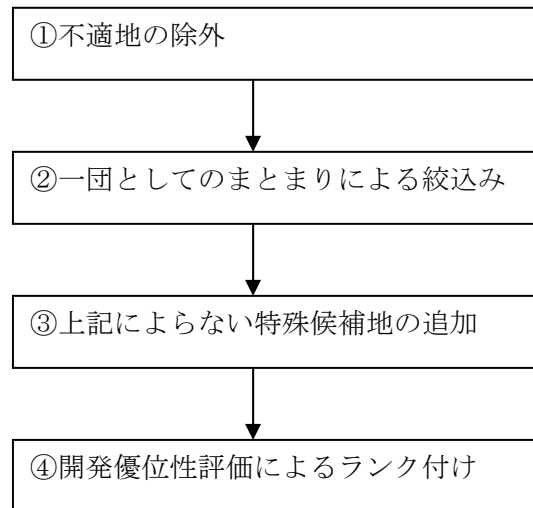 ①不適地の除外
②一団としてのまとまりによる絞込み
③上記によらない特殊候補地の追加
④開発優位性評価によるランク付け